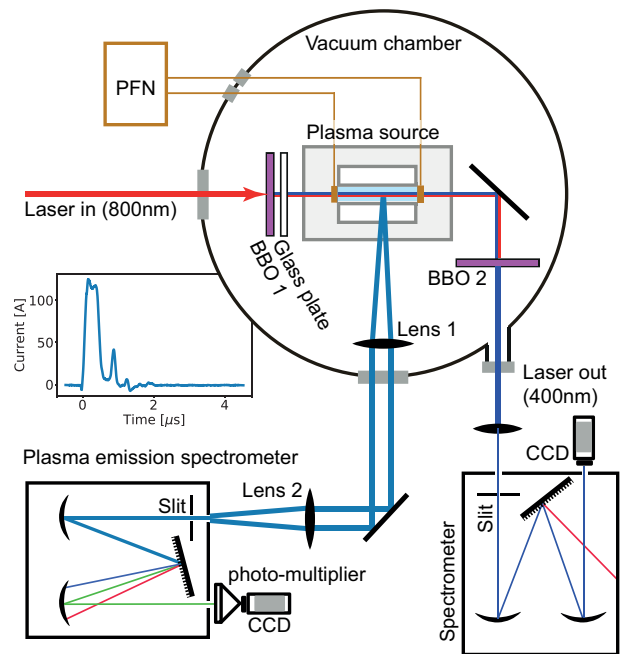 Vacuum chamber
PFN
Plasma source
Laser in (800nm)
BBO 1
Glass plate
BBO 2
Lens 1
Current [A]
100
50
0
0
2
4
Time [µs]
Laser out
(400nm)
CCD
Plasma emission spectrometer
Slit
Lens 2
photo-multiplier
CCD
Slit
Spectrometer